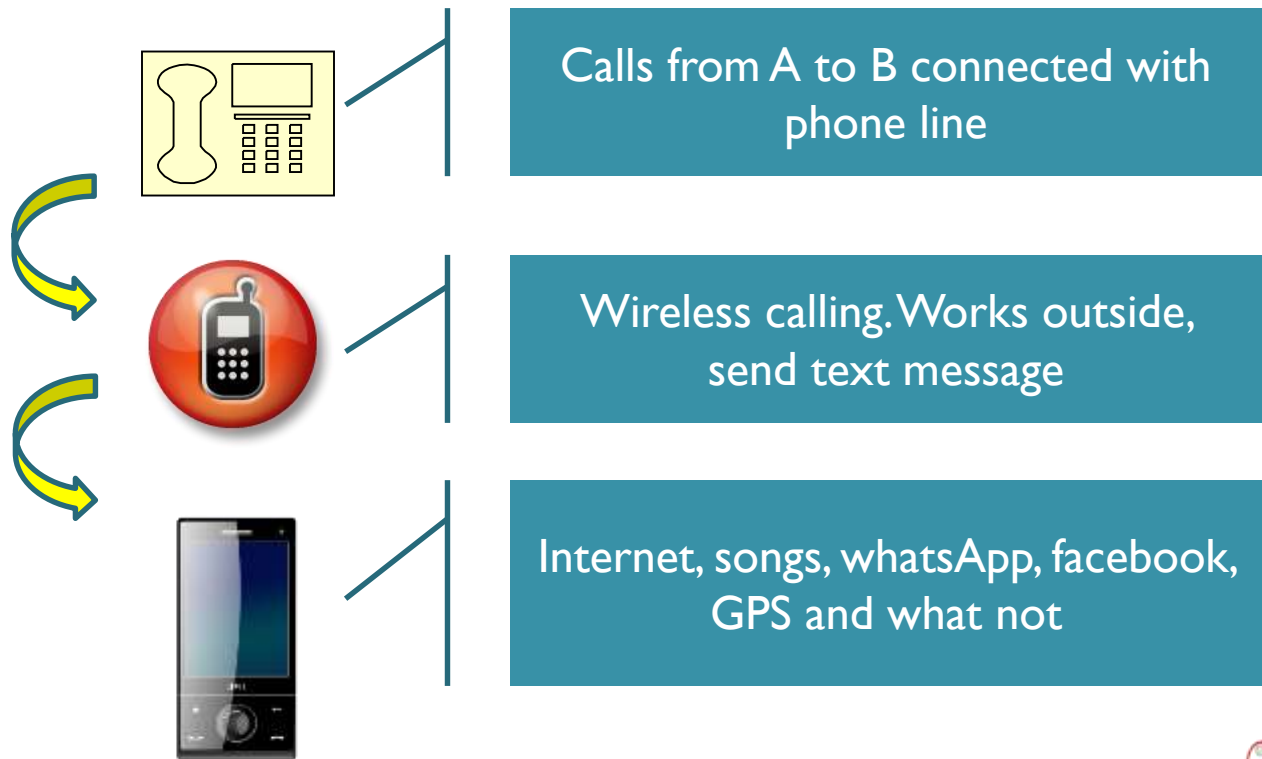 Calls from A to B connected with
phone line
Wireless calling. Works outside,
send text message
Internet, songs, whatsApp, facebook,
GPS and what not